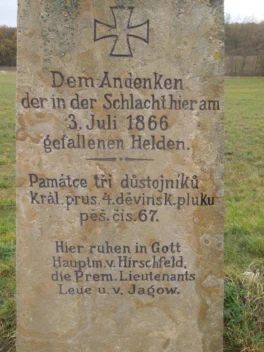 Dem Andenken
der in der Schlacht hier am
3. Juli 1866
gefallenen Helden.
Památce tří důstojníků
Král. prus. 4. děvínsk. pluku
pěš. čís. 67.
Hier ruhen in Gott
Hauptm. v. Hirschfeld,
die Prem. Lieutenants
Leue u. v. Jagow.